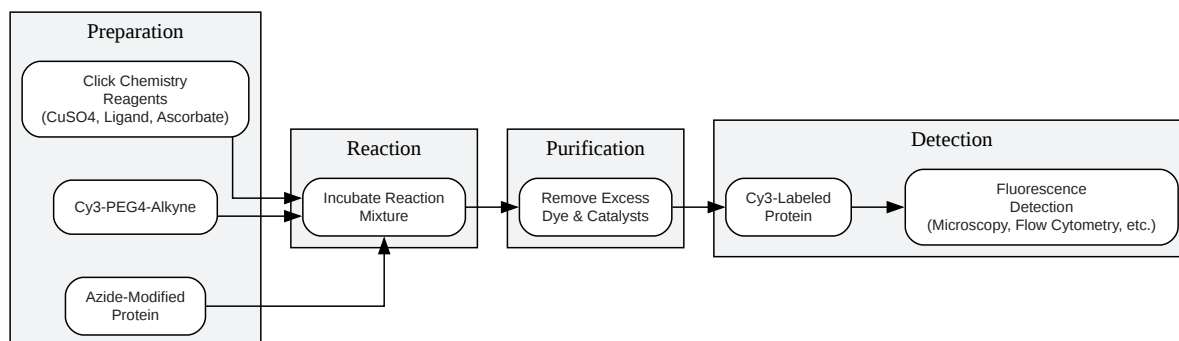 Preparation
Click Chemistry
Reagents
(CuSO4, Ligand, Ascorbate)
Cy3-PEG4-Alkyne
Azide-Modified
Protein
Reaction
Incubate Reaction
Mixture
Purification
Remove Excess
Dye & Catalysts
Detection
Cy3-Labeled
Protein
Fluorescence
Detection
(Microscopy, Flow Cytometry, etc.)